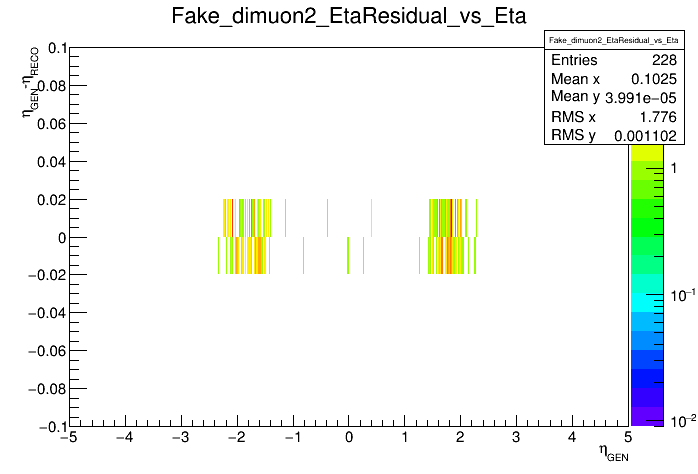 Fake_dimuon2_EtaResidual_vs_Eta
Fake_dimuon2_EtaResidual_vs_Eta
Entries 228
Mean x 0.1025
Mean y 3.991e−05
RMS x 1.776
RMS y 0.001102
ηGEN-ηRECO
0.1
0.08
0.06
0.04
0.02
0
−0.02
−0.04
−0.06
−0.08
−0.1
−5 −4 −3 −2 −1 0 1 2 3 4 5
ηGEN
1
10−1
10−2